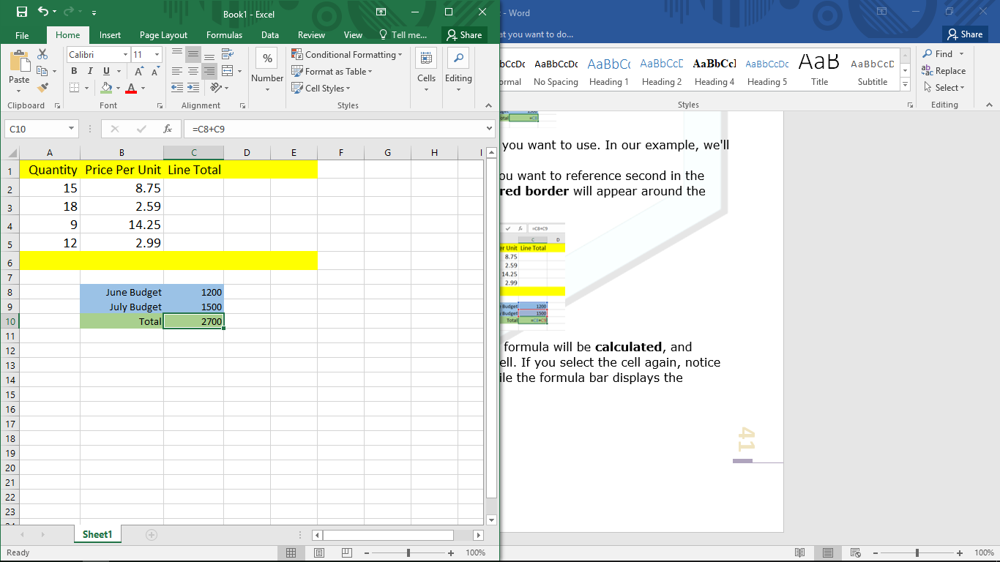 Book1 - Excel
File Home Insert Page Layout Formulas Data Review View Tell me... Share
Paste
Calibri 11
B I U A A
A
%
Number
Conditional Formatting
Format as Table
Cell Styles
Cells
Editing
Clipboard Font Alignment Styles
C10 fx =C8+C9
A B C D E F G H I
1 Quantity Price Per Unit Line Total
2 15 8.75
3 18 2.59
4 9 14.25
5 12 2.99
6
7
8 June Budget 1200
9 July Budget 1500
10 Total 2700
11
12
13
14
15
16
17
18
19
20
21
22
23
Sheet1
Ready 100%
- Word
at you want to do... Share
AaBbCcDc AaBbCc AaBbCcD AaBbCcI AaBbCcDc AaB AaBbCcD
No Spacing Heading 1 Heading 2 Heading 4 Heading 5 Title Subtitle
Find
Replace
Select
Styles Editing
you want to use. In our example, we'll
ou want to reference second in the
red border will appear around the
fx =C8+C9
C D
er Unit Line Total
8.75
2.59
14.25
2.99
Budget 1200
Budget 1500
Total =C8+C9
formula will be calculated, and
ell. If you select the cell again, notice
ile the formula bar displays the
41
100%